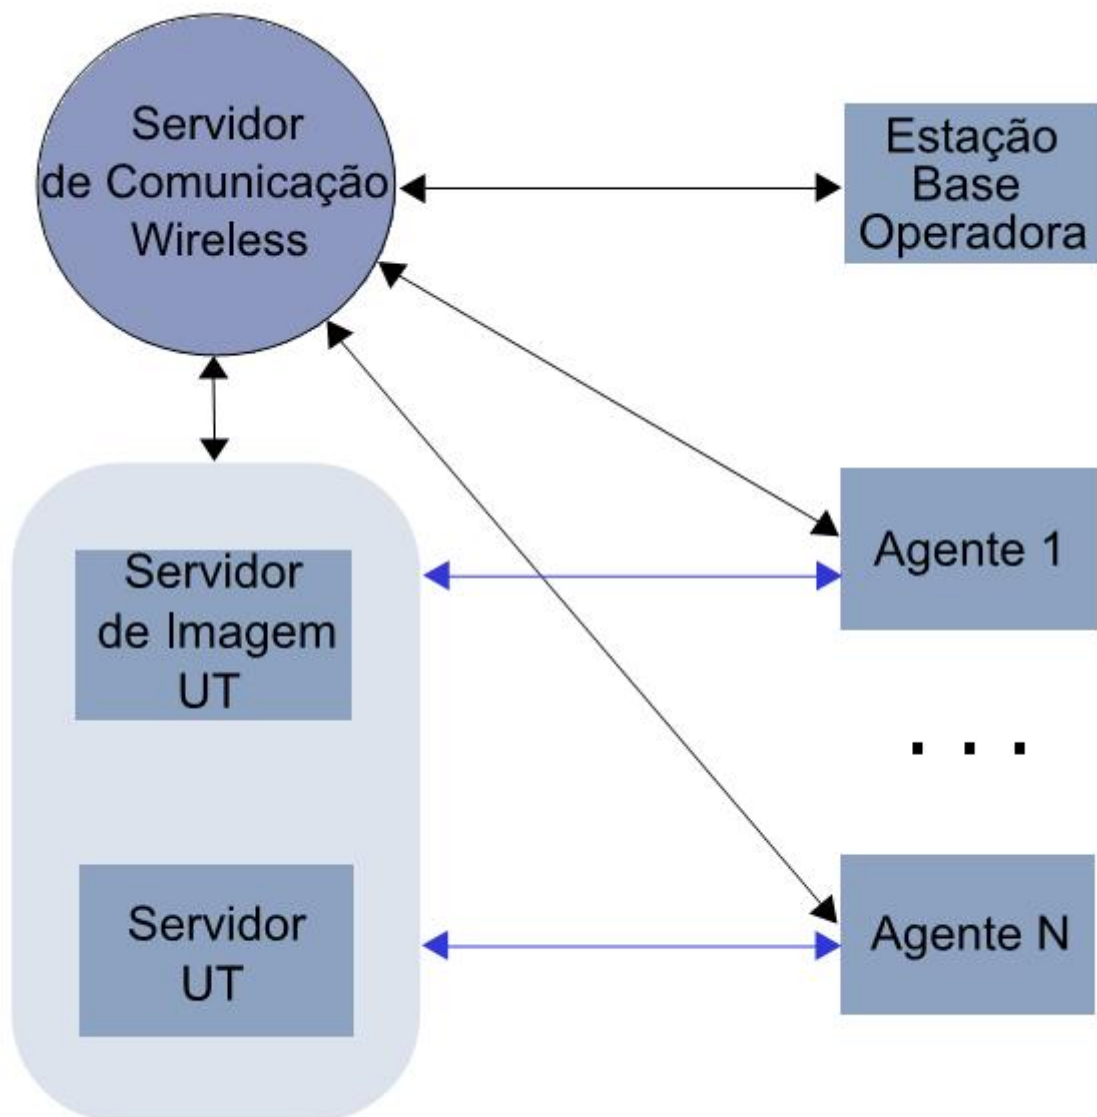 Servidor
de Comunicação
Wireless
Estação
Base
Operadora
Agente 1
Servidor
de Imagem
UT
. . .
Servidor
UT
Agente N